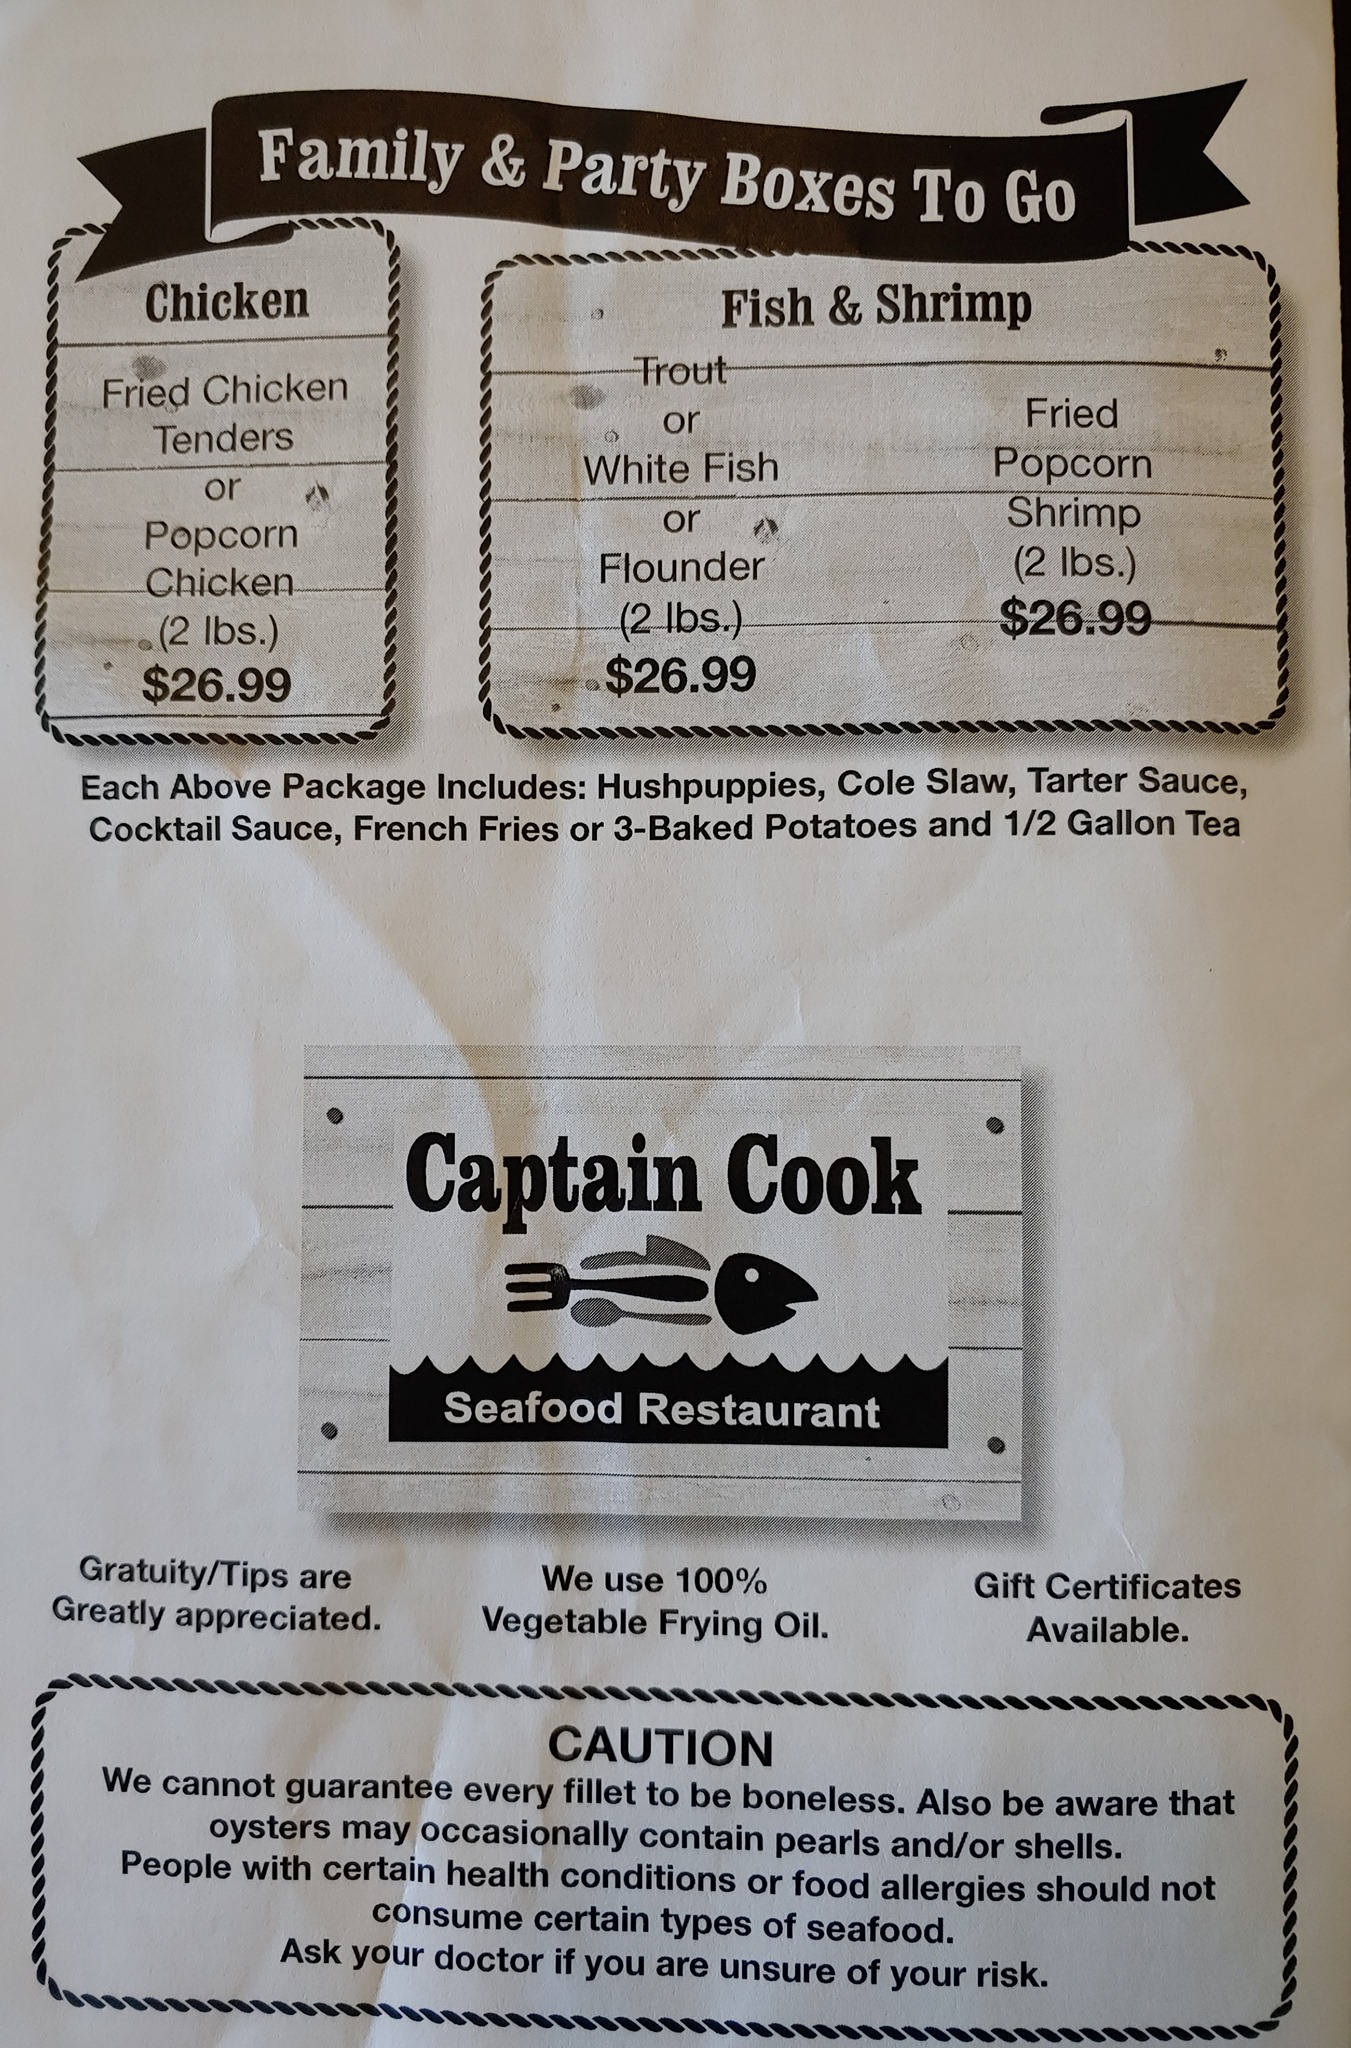 Family & Party Boxes To Go
Chicken
Fried Chicken
Tenders
or
Popcorn
Chicken
(2 lbs.)
$26.99
Fish & Shrimp
Trout
or
White Fish
or
Flounder
(2 lbs.)
$26.99
Fried
Popcorn
Shrimp
(2 lbs.)
$26.99
Each Above Package Includes: Hushpuppies, Cole Slaw, Tarter Sauce,
Cocktail Sauce, French Fries or 3-Baked Potatoes and 1/2 Gallon Tea
Captain Cook
Seafood Restaurant
Gratuity/Tips are
Greatly appreciated.
We use 100%
Vegetable Frying Oil.
Gift Certificates
Available.
CAUTION
We cannot guarantee every fillet to be boneless. Also be aware that
oysters may occasionally contain pearls and/or shells.
People with certain health conditions or food allergies should not
consume certain types of seafood.
Ask your doctor if you are unsure of your risk.